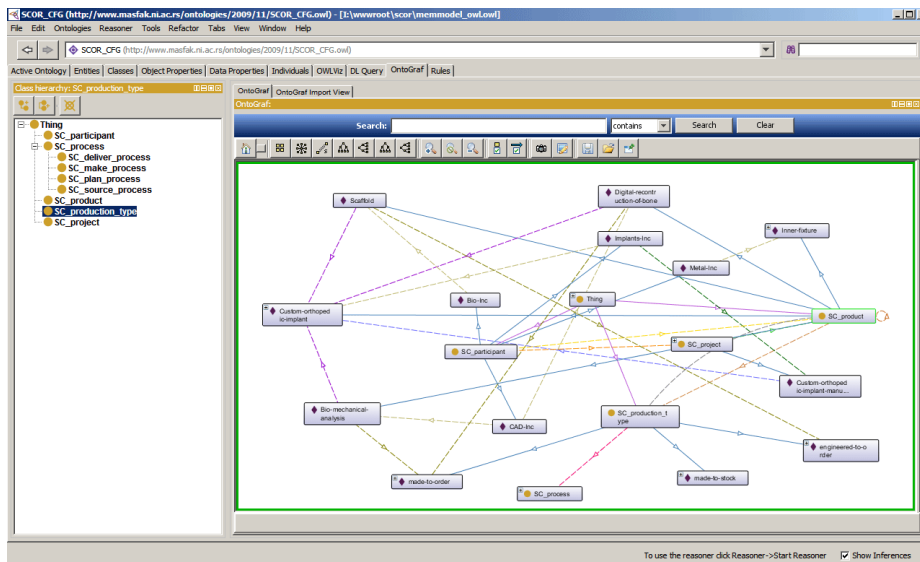 SCOR_CFG (http://www.masfak.ni.ac.rs/ontologies/2009/11/SCOR_CFG.owl) - [I:\wwwroot\scor\memmodel_owl.owl]
File Edit Ontologies Reasoner Tools Refactor Tabs View Window Help
SCOR_CFG (http://www.masfak.ni.ac.rs/ontologies/2009/11/SCOR_CFG.owl)
Active Ontology Entities Classes Object Properties Data Properties Individuals OWLViz DL Query OntoGraf Rules
Class hierarchy: SC_production_type
Thing
SC_participant
SC_process
SC_deliver_process
SC_make_process
SC_plan_process
SC_source_process
SC_product
SC_production_type
SC_project
OntoGraf OntoGraf Import View
OntoGraf:
Search: contains Search Clear
Scaffold
Digital-recontr
uction-of-bone
Inner-fixture
Implants-Inc
Metal-Inc
Bio-Inc
Thing
Custom-orthoped
ic-implant
SC_product
SC_participant
SC_project
Custom-orthoped
ic-implant-manu...
Bio-mechanical-
analysis
SC_production_t
ype
CAD-Inc
engineered-to-o
rder
made-to-order
made-to-stock
SC_process
To use the reasoner click Reasoner->Start Reasoner Show Inferences